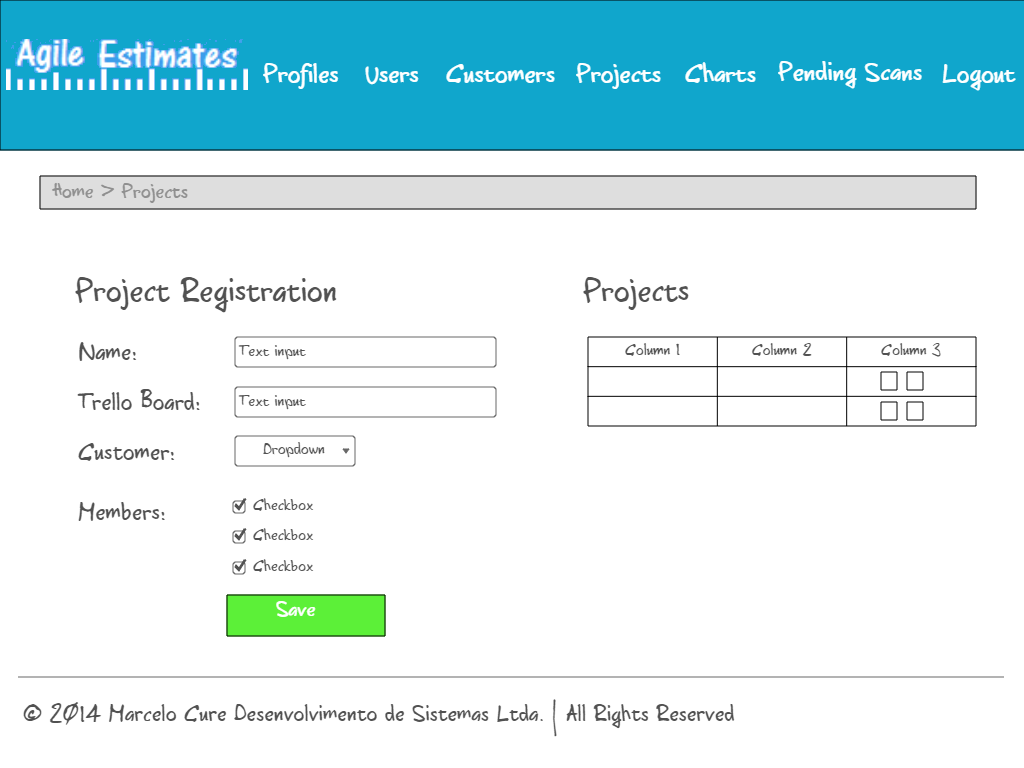 Agile Estimates
Profiles Users Customers Projects Charts Pending Scans Logout
Home > Projects
Project Registration
Name: Text input
Trello Board: Text input
Customer: Dropdown
Members: Checkbox
Checkbox
Checkbox
Save
Projects
Column 1 Column 2 Column 3
© 2014 Marcelo Cure Desenvolvimento de Sistemas Ltda. | All Rights Reserved